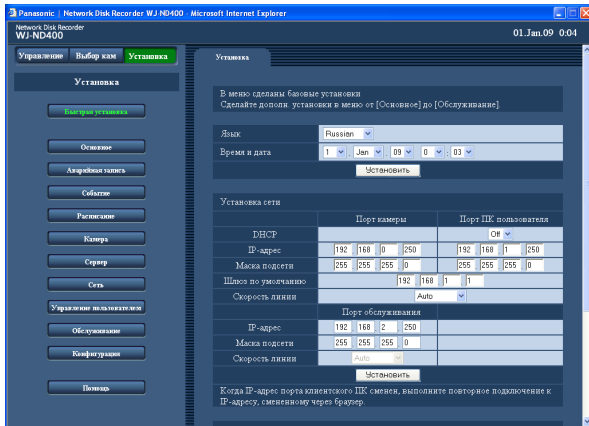 Panasonic | Network Disk Recorder WJ-ND400 - Microsoft Internet Explorer
Network Disk Recorder
WJ-ND400
01.Jan.09 0:04
Управление Выбор кам Установка
Установка
Быстрая установка
Основное
Аварийная запись
Событие
Расписание
Камера
Сервер
Сеть
Управление пользователем
Обслуживание
Конфигурация
Помощь
Установка
В меню сделаны базовые установки
Сделайте дополн. установки в меню от [Основное] до [Обслуживание].
Язык Russian
Время и дата 1 . Jan . 09 0 : 03
Установить
Установка сети
Порт камеры Порт ПК пользователя
DHCP Off
IP-адрес 192 . 168 . 0 . 250 192 . 168 . 1 . 250
Маска подсети 255 . 255 . 255 . 0 255 . 255 . 255 . 0
Шлюз по умолчанию 192 . 168 . 1 . 1
Скорость линии Auto
Порт обслуживания
IP-адрес 192 . 168 . 2 . 250
Маска подсети 255 . 255 . 255 . 0
Скорость линии Auto
Установить
Когда IP-адрес порта клиентского ПК сменен, выполните повторное подключение к
IP-адресу, смененному через браузер.